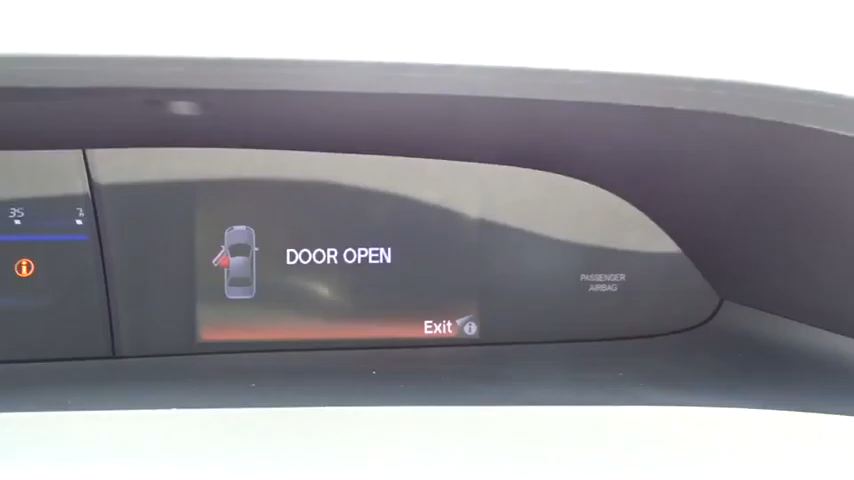 35
DOOR OPEN
PASSENGER
AIRBAG
Exit